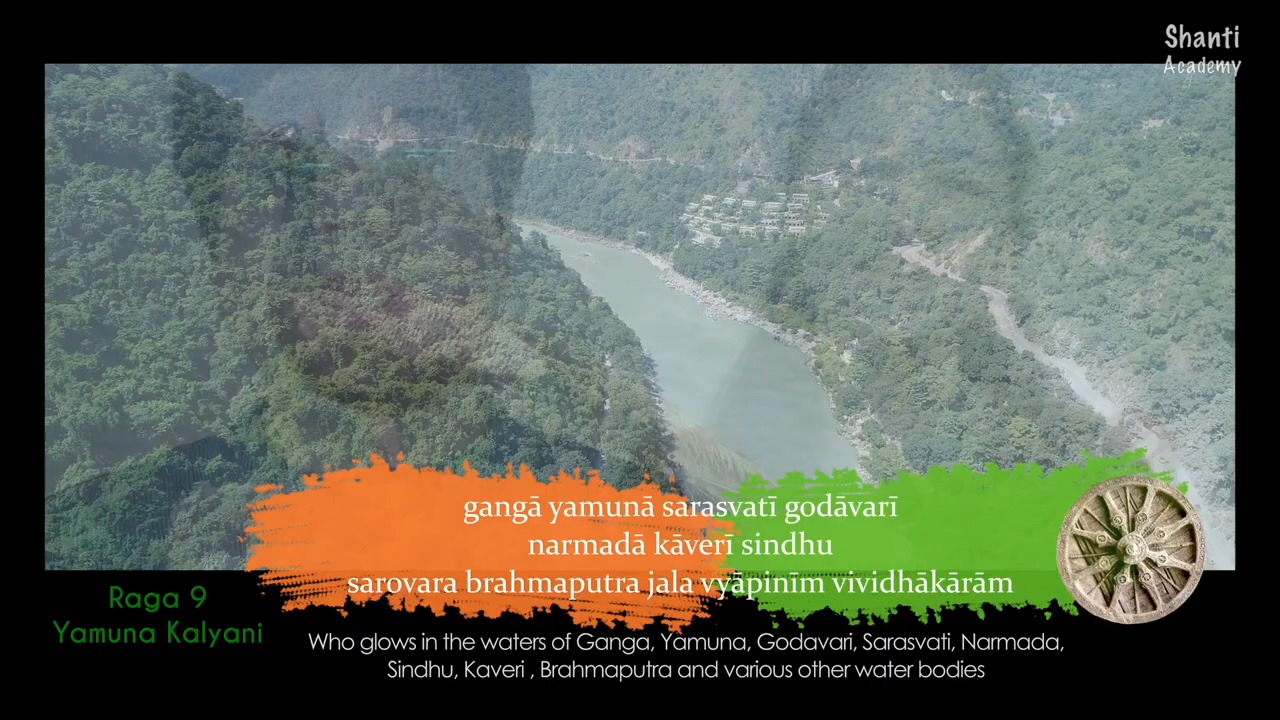 Shanti
Academy
gangā yamunā sarasvatī godāvarī
narmadā kāverī sindhu
sarovara brahmaputra jala vyāpinīm vividhākārām
Raga 9
Yamuna Kalyani
Who glows in the waters of Ganga, Yamuna, Godavari, Sarasvati, Narmada,
Sindhu, Kaveri , Brahmaputra and various other water bodies